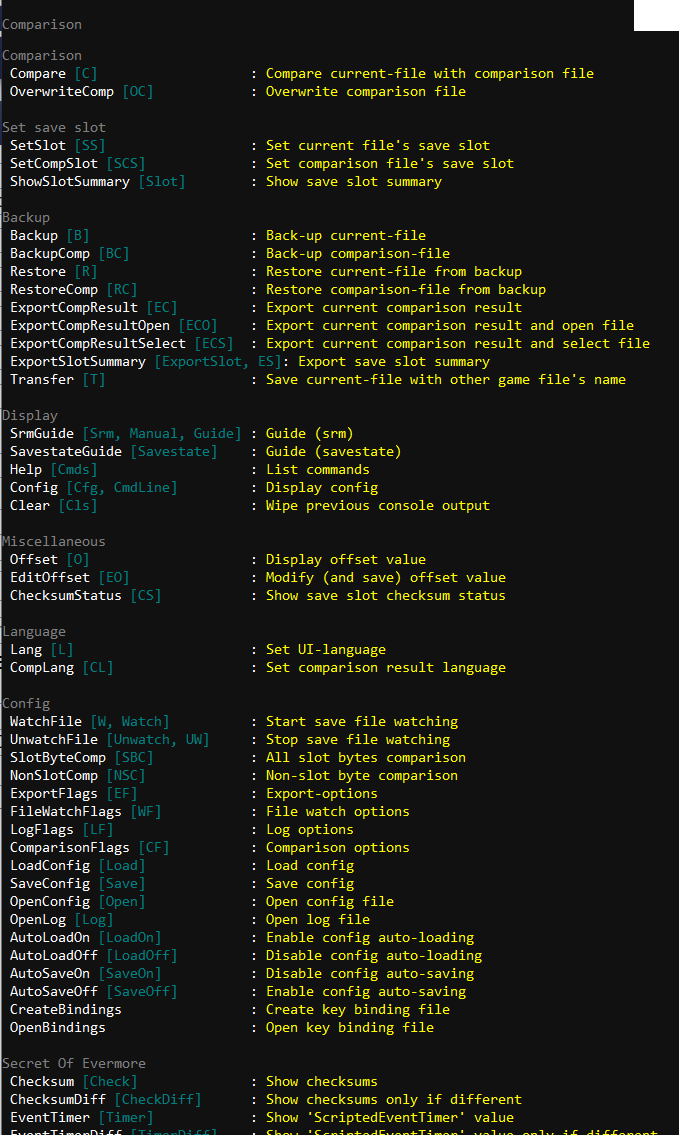 Comparison
Comparison
Compare [C] : Compare current-file with comparison file
OverwriteComp [OC] : Overwrite comparison file
Set save slot
SetSlot [SS] : Set current file's save slot
SetCompSlot [SCS] : Set comparison file's save slot
ShowSlotSummary [Slot] : Show save slot summary
Backup
Backup [B] : Back-up current-file
BackupComp [BC] : Back-up comparison-file
Restore [R] : Restore current-file from backup
RestoreComp [RC] : Restore comparison-file from backup
ExportCompResult [EC] : Export current comparison result
ExportCompResultOpen [ECO] : Export current comparison result and open file
ExportCompResultSelect [ECS] : Export current comparison result and select file
ExportSlotSummary [ExportSlot, ES]: Export save slot summary
Transfer [T] : Save current-file with other game file's name
Display
SrmGuide [Srm, Manual, Guide] : Guide (srm)
SavestateGuide [Savestate] : Guide (savestate)
Help [Cmds] : List commands
Config [Cfg, CmdLine] : Display config
Clear [Cls] : Wipe previous console output
Miscellaneous
Offset [O] : Display offset value
EditOffset [EO] : Modify (and save) offset value
ChecksumStatus [CS] : Show save slot checksum status
Language
Lang [L] : Set UI-language
CompLang [CL] : Set comparison result language
Config
WatchFile [W, Watch] : Start save file watching
UnwatchFile [Unwatch, UW] : Stop save file watching
SlotByteComp [SBC] : All slot bytes comparison
NonSlotComp [NSC] : Non-slot byte comparison
ExportFlags [EF] : Export-options
FileWatchFlags [WF] : File watch options
LogFlags [LF] : Log options
ComparisonFlags [CF] : Comparison options
LoadConfig [Load] : Load config
SaveConfig [Save] : Save config
OpenConfig [Open] : Open config file
OpenLog [Log] : Open log file
AutoLoadOn [LoadOn] : Enable config auto-loading
AutoLoadOff [LoadOff] : Disable config auto-loading
AutoSaveOn [SaveOn] : Disable config auto-saving
AutoSaveOff [SaveOff] : Enable config auto-saving
CreateBindings : Create key binding file
OpenBindings : Open key binding file
Secret Of Evermore
Checksum [Check] : Show checksums
ChecksumDiff [CheckDiff] : Show checksums only if different
EventTimer [Timer] : Show 'ScriptedEventTimer' value
EventTimerDiff [TimerDiff] : Show 'ScriptedEventTimer' value only if different